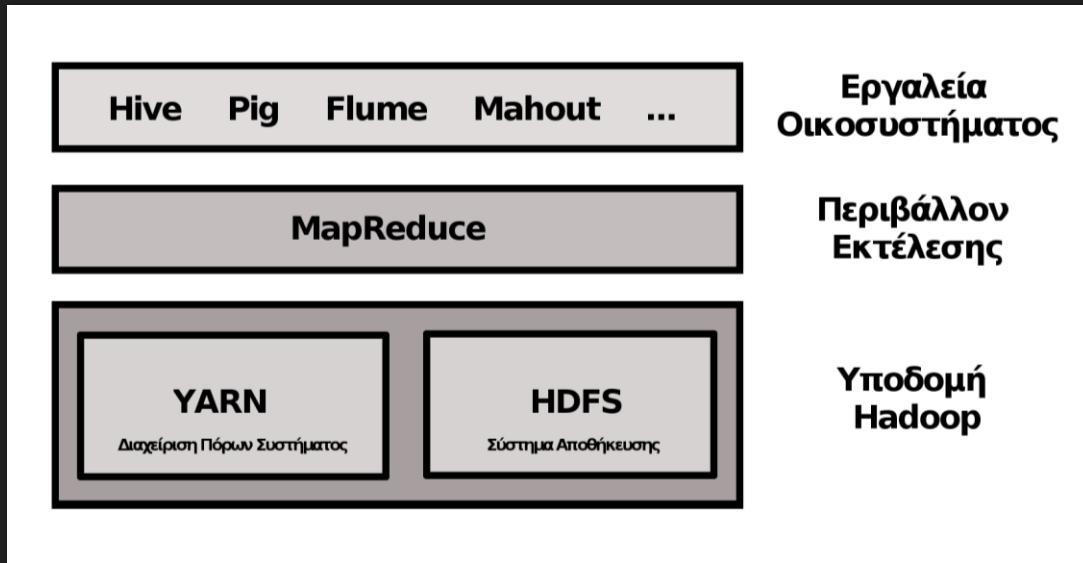 Hive Pig Flume Mahout ...
Εργαλεία
Οικοσυστήματος
MapReduce
Περιβάλλον
Εκτέλεσης
YARN
Διαχείριση Πόρων Συστήματος
HDFS
Σύστημα Αποθήκευσης
Υποδομή
Hadoop